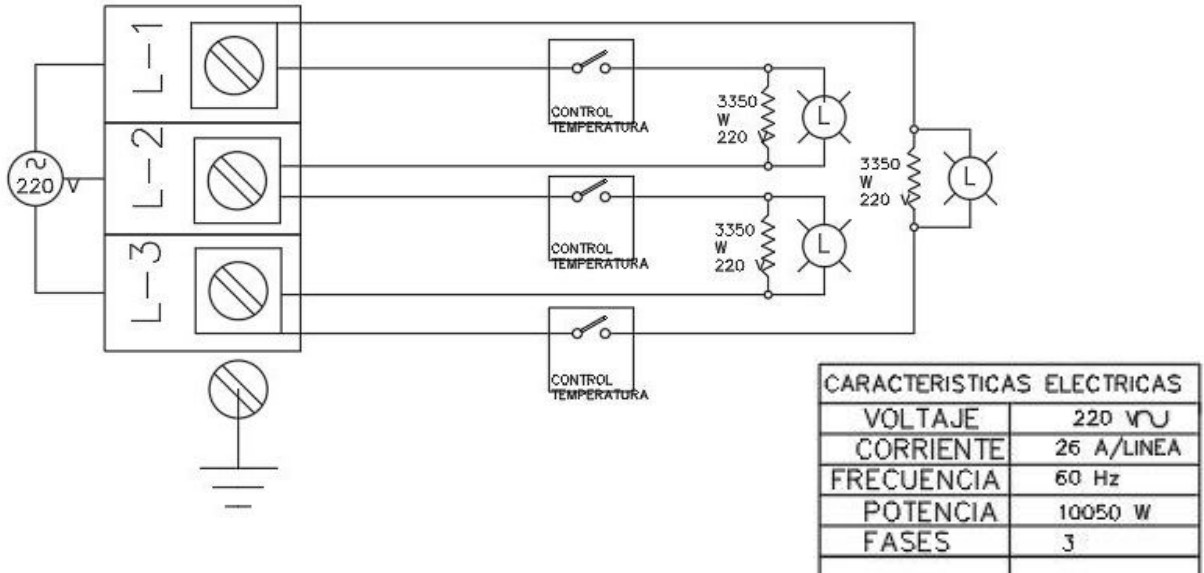 L-1
L-2
L-3
220 V
CONTROL
TEMPERATURA
3350
W
220 V
L
CONTROL
TEMPERATURA
3350
W
220 V
L
3350
W
220 V
L
CONTROL
TEMPERATURA
CARACTERISTICAS ELECTRICAS
VOLTAJE 220 V
CORRIENTE 26 A/LINEA
FRECUENCIA 60 Hz
POTENCIA 10050 W
FASES 3